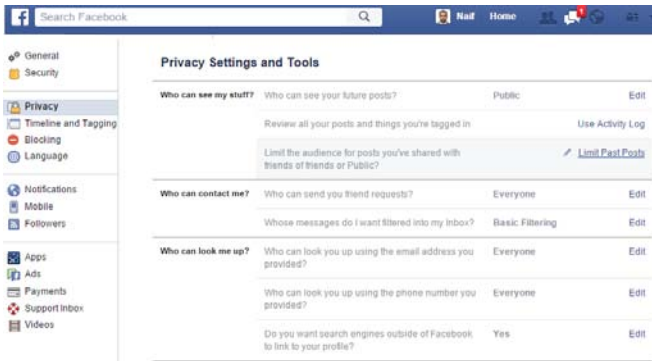 f Search Facebook Naif Home
General
Security
Privacy
Timeline and Tagging
Blocking
Language
Notifications
Mobile
Followers
Apps
Ads
Payments
Support Inbox
Videos
Privacy Settings and Tools
Who can see my stuff? Who can see your future posts? Public Edit
Review all your posts and things you're tagged in Use Activity Log
Limit the audience for posts you've shared with Limit Past Posts
friends of friends or Public?
Who can contact me? Who can send you friend requests? Everyone Edit
Whose messages do I want filtered into my Inbox? Basic Filtering Edit
Who can look me up? Who can look you up using the email address you Everyone Edit
provided?
Who can look you up using the phone number you Everyone Edit
provided?
Do you want search engines outside of Facebook Yes Edit
to link to your profile?